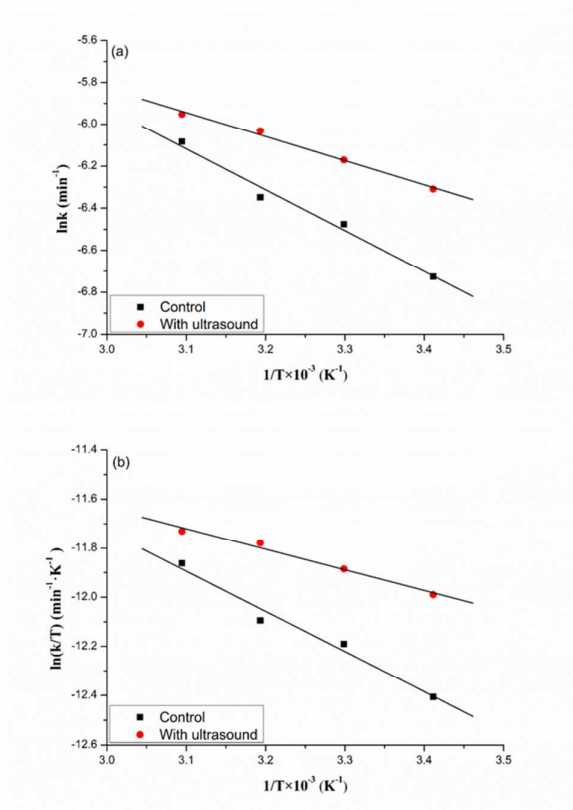 (a)
-5.6
-5.8
-6.0
-6.2
-6.4
-6.6
-6.8
-7.0
lnk (min⁻¹)
Control
With ultrasound
3.0 3.1 3.2 3.3 3.4 3.5
1/T×10⁻³ (K⁻¹)
(b)
-11.4
-11.6
-11.8
-12.0
-12.2
-12.4
-12.6
ln(k/T) (min⁻¹·K⁻¹ )
Control
With ultrasound
3.0 3.1 3.2 3.3 3.4 3.5
1/T×10⁻³ (K⁻¹)